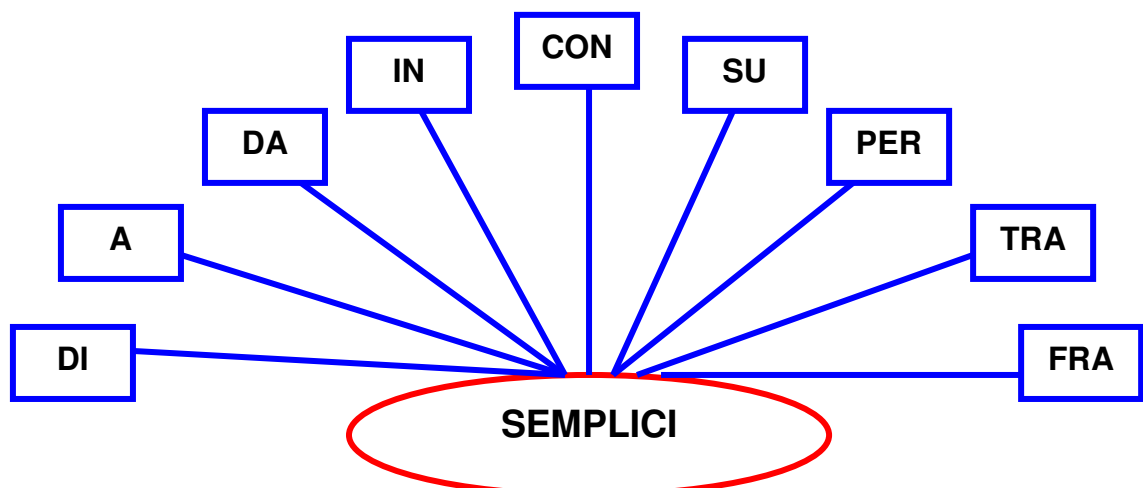 CON
IN
SU
DA
PER
A
TRA
DI
FRA
SEMPLICI